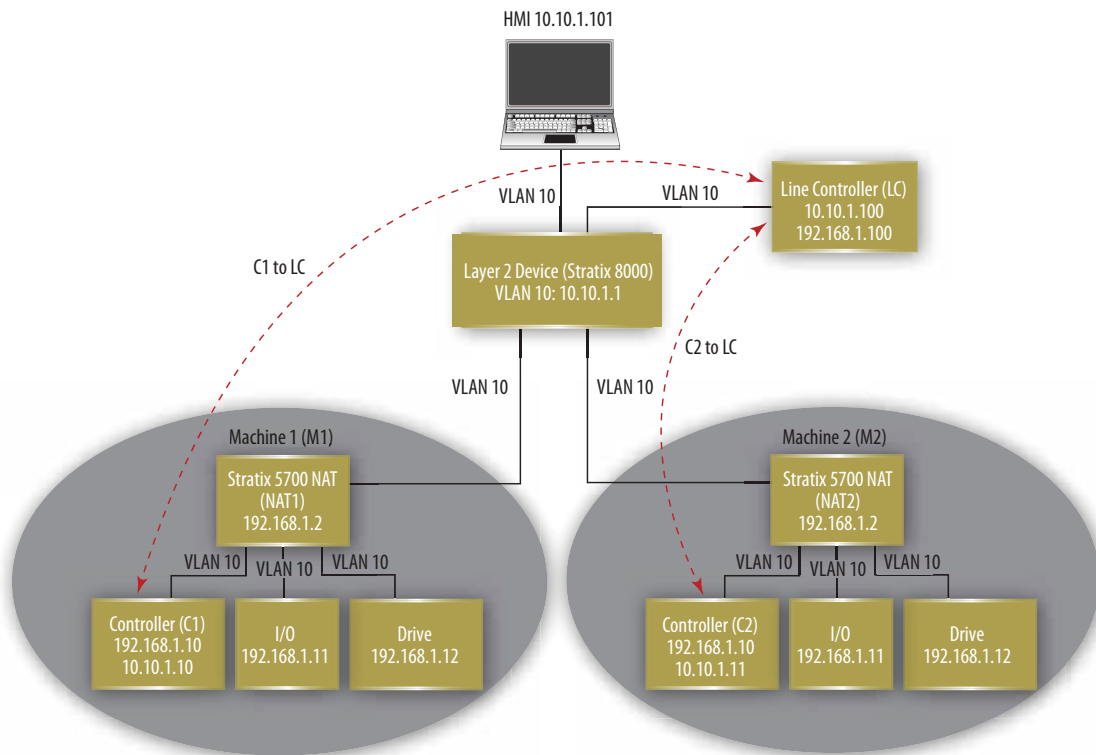 HMI 10.10.1.101
VLAN 10
VLAN 10
Line Controller (LC)
10.10.1.100
192.168.1.100
C1 to LC
Layer 2 Device (Stratix 8000)
VLAN 10: 10.10.1.1
C2 to LC
VLAN 10
VLAN 10
Machine 1 (M1)
Stratix 5700 NAT
(NAT1)
192.168.1.2
VLAN 10
VLAN 10
VLAN 10
Controller (C1)
192.168.1.10
10.10.1.10
I/O
192.168.1.11
Drive
192.168.1.12
Machine 2 (M2)
Stratix 5700 NAT
(NAT2)
192.168.1.2
VLAN 10
VLAN 10
VLAN 10
Controller (C2)
192.168.1.10
10.10.1.11
I/O
192.168.1.11
Drive
192.168.1.12